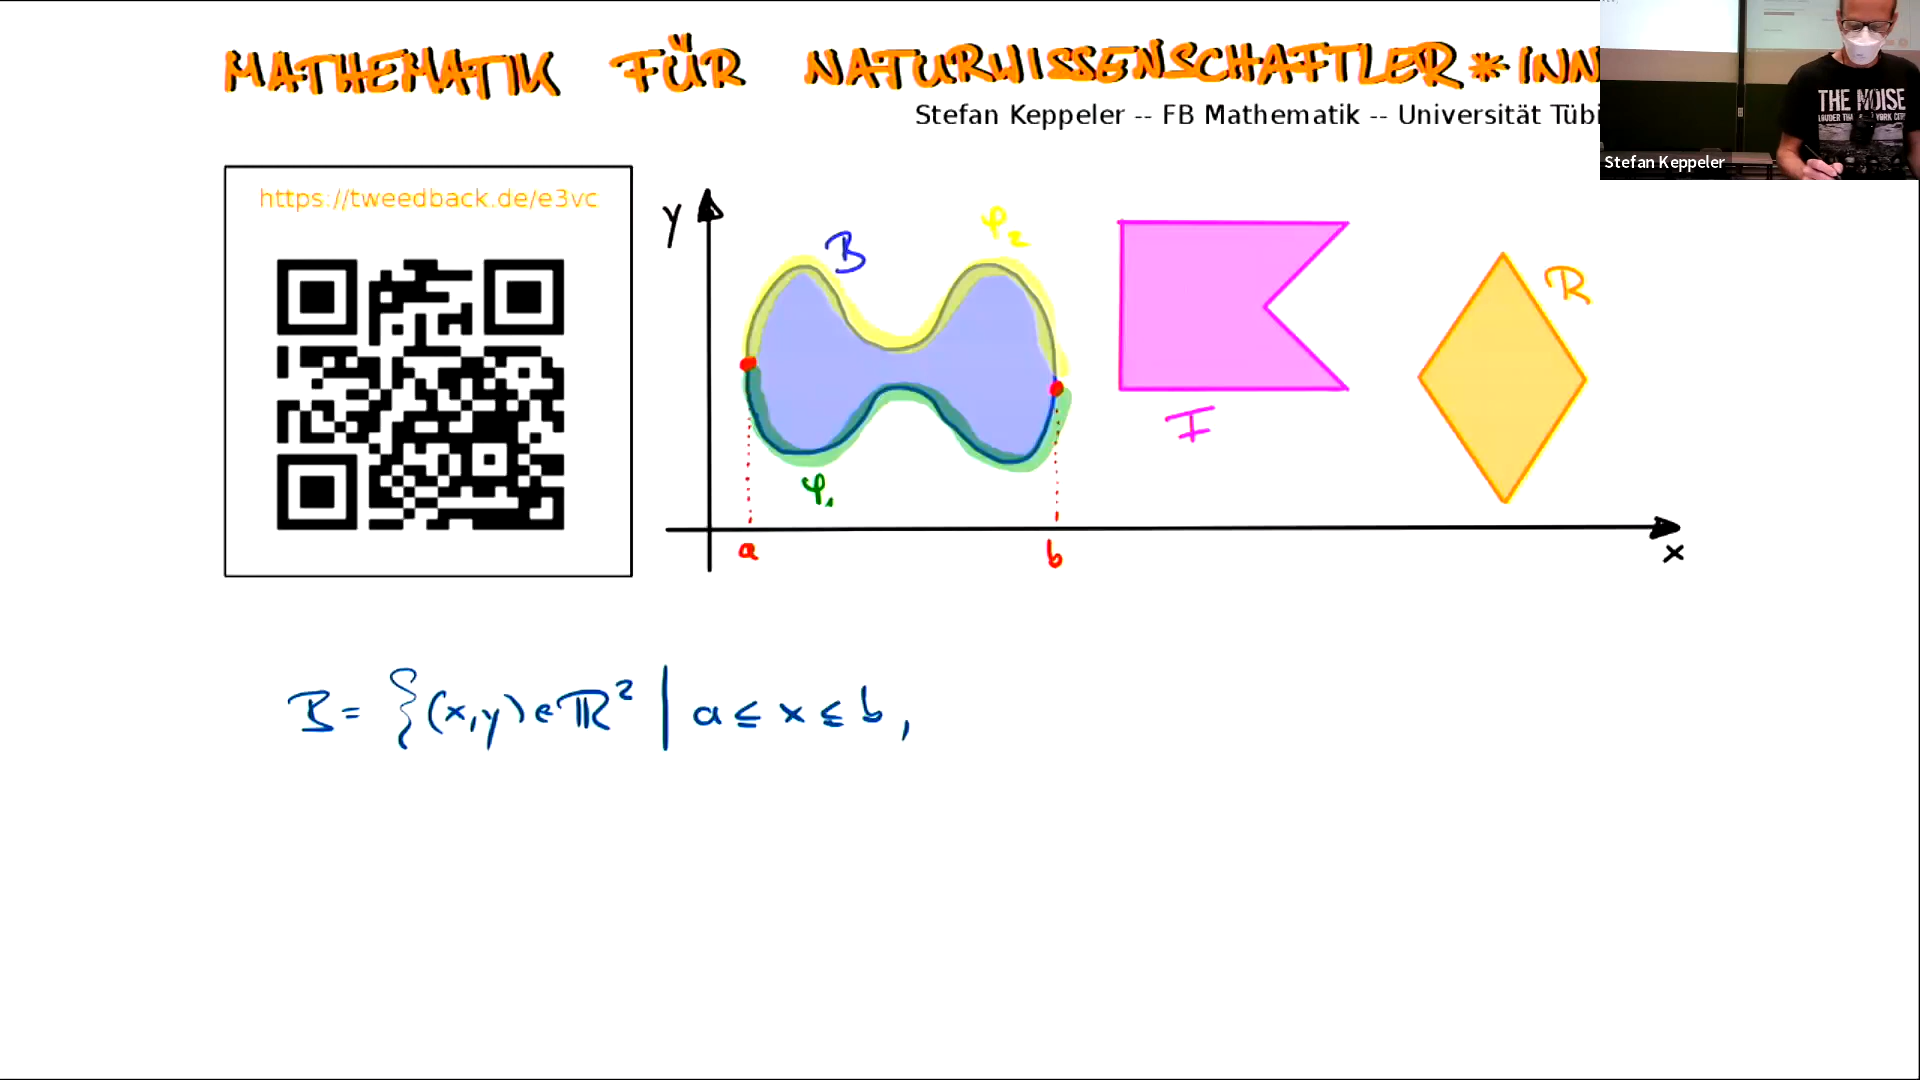 MATHEMATIK FÜR NATURWISSENSCHAFTLER*INN
Stefan Keppeler -- FB Mathematik -- Universität Tübi
THE NOISE
Stefan Keppeler
https://tweedback.de/e3vc
y
B
φ₂
R
F
φ₁
a
b
x
B = {(x,y)∈ℝ² | a ≤ x ≤ b ,